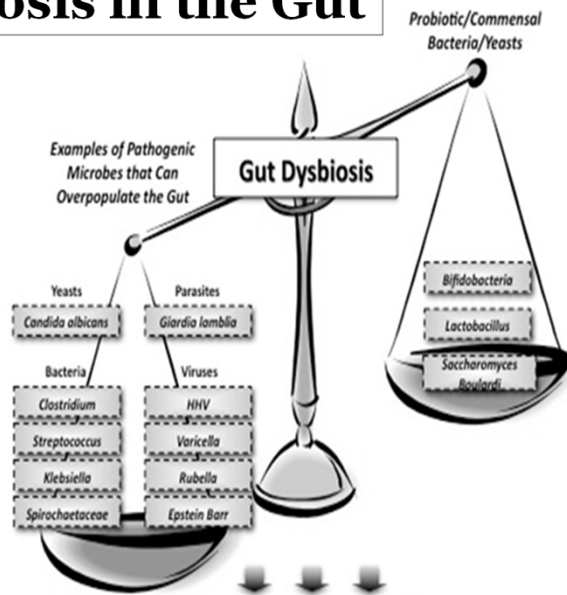 osis in the Gut
Probiotic/Commensal
Bacteria/Yeasts
Examples of Pathogenic
Microbes that Can
Overpopulate the Gut
Gut Dysbiosis
Yeasts
Candida albicans
Parasites
Giardia lamblia
Bacteria
Clostridium
Streptococcus
Klebsiella
Spirochaetaceae
Viruses
HHV
Varicella
Rubella
Epstein Barr
Bifidobacteria
Lactobacillus
Saccharomyces
Boulardi